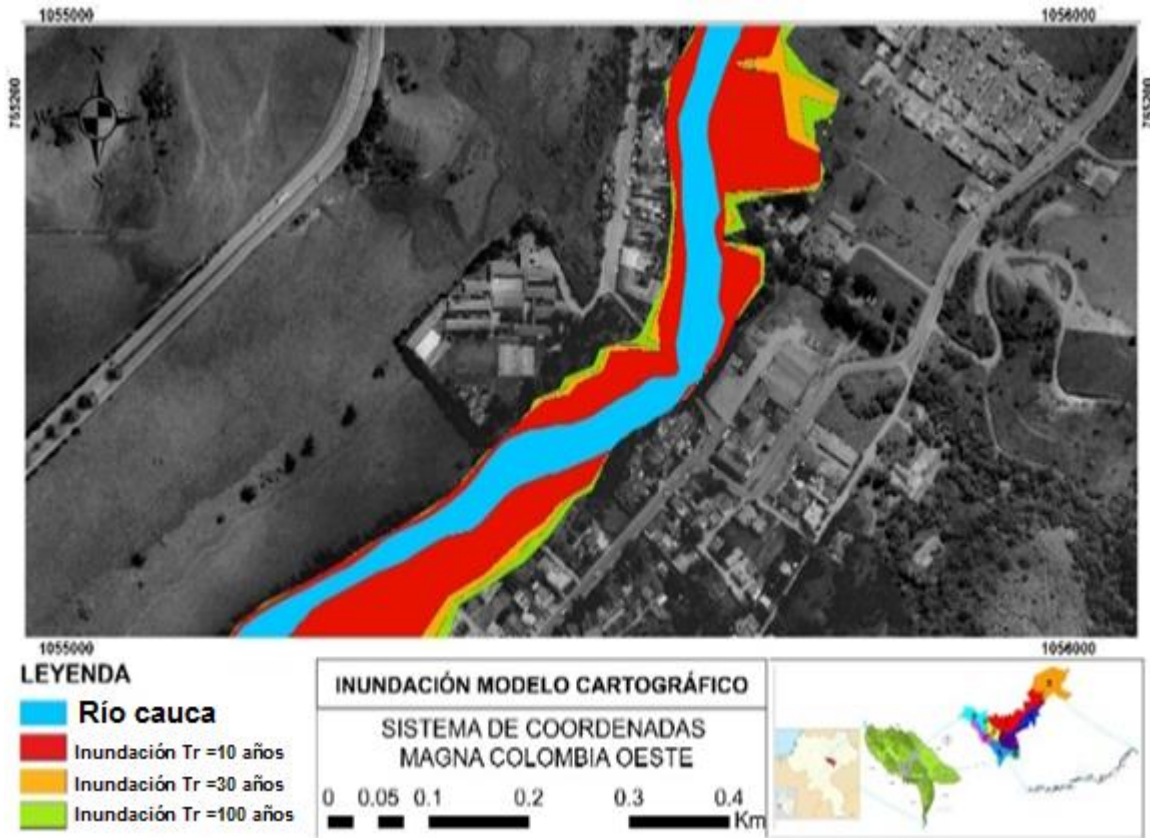 1055000
1056000
755200
755200
1055000
1056000
LEYENDA
Río cauca
Inundación Tr =10 años
Inundación Tr =30 años
Inundación Tr =100 años
INUNDACIÓN MODELO CARTOGRÁFICO
SISTEMA DE COORDENADAS
MAGNA COLOMBIA OESTE
0 0.05 0.1 0.2 0.3 0.4
Km